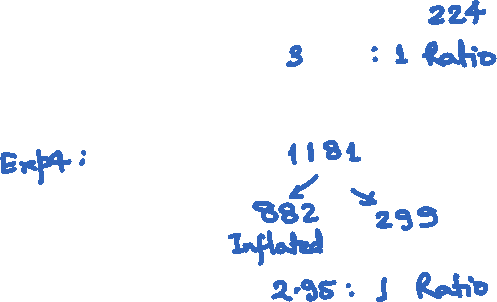 224
3 : 1 Ratio
Exp4: 1181
882 299
Inflated
2.95: 1 Ratio